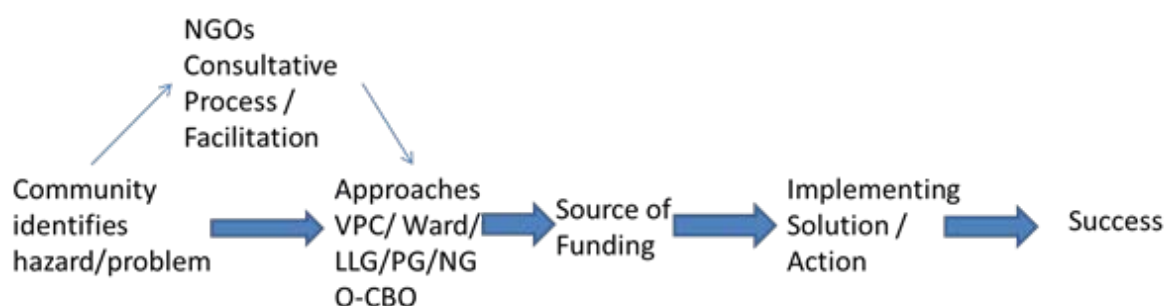 NGOs
Consultative
Process /
Facilitation
Community
identifies
hazard/problem
Approaches
VPC/ Ward/
LLG/PG/NG
O-CBO
Source of
Funding
Implementing
Solution /
Action
Success